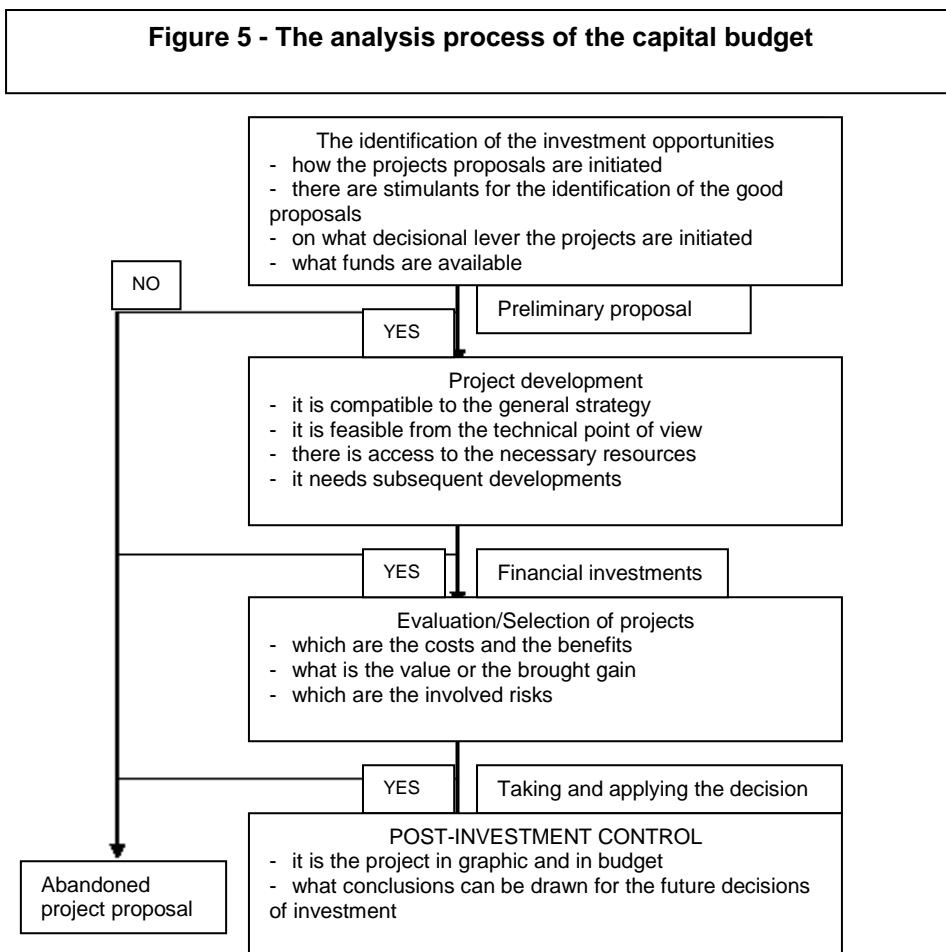 Figure 5 - The analysis process of the capital budget
The identification of the investment opportunities
- how the projects proposals are initiated
- there are stimulants for the identification of the good
proposals
- on what decisional lever the projects are initiated
- what funds are available
NO
Preliminary proposal
YES
Project development
- it is compatible to the general strategy
- it is feasible from the technical point of view
- there is access to the necessary resources
- it needs subsequent developments
YES
Financial investments
Evaluation/Selection of projects
- which are the costs and the benefits
- what is the value or the brought gain
- which are the involved risks
YES
Taking and applying the decision
POST-INVESTMENT CONTROL
- it is the project in graphic and in budget
- what conclusions can be drawn for the future decisions
of investment
Abandoned
project proposal